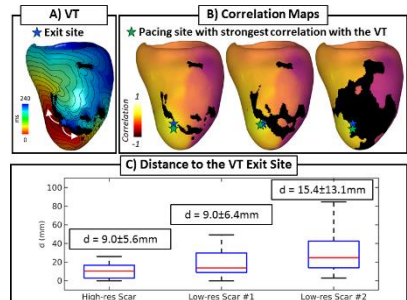 A) VT
★ Exit site
240
ms
0
B) Correlation Maps
★ Pacing site with strongest correlation with the VT
1
Correlation
-1
C) Distance to the VT Exit Site
d (mm)
100
80
60
40
20
0
d = 9.0±5.6mm
d = 9.0±6.4mm
d = 15.4±13.1mm
High-res Scar
Low-res Scar #1
Low-res Scar #2